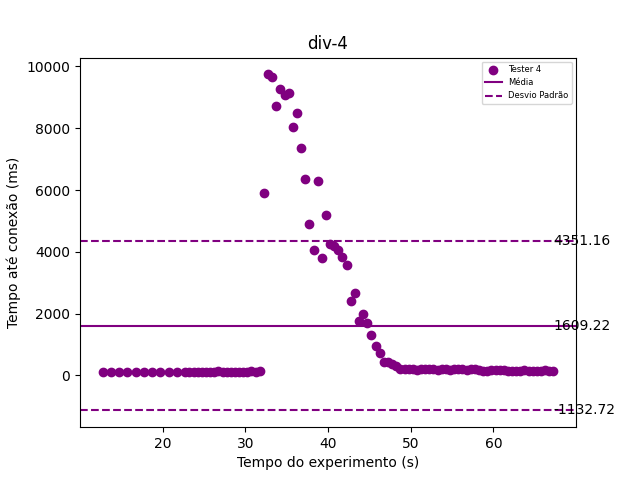 div-4
Tester 4
Média
Desvio Padrão
10000
8000
6000
4000
2000
0
4351.16
1609.22
-1132.72
20
30
40
50
60
Tempo até conexão (ms)
Tempo do experimento (s)